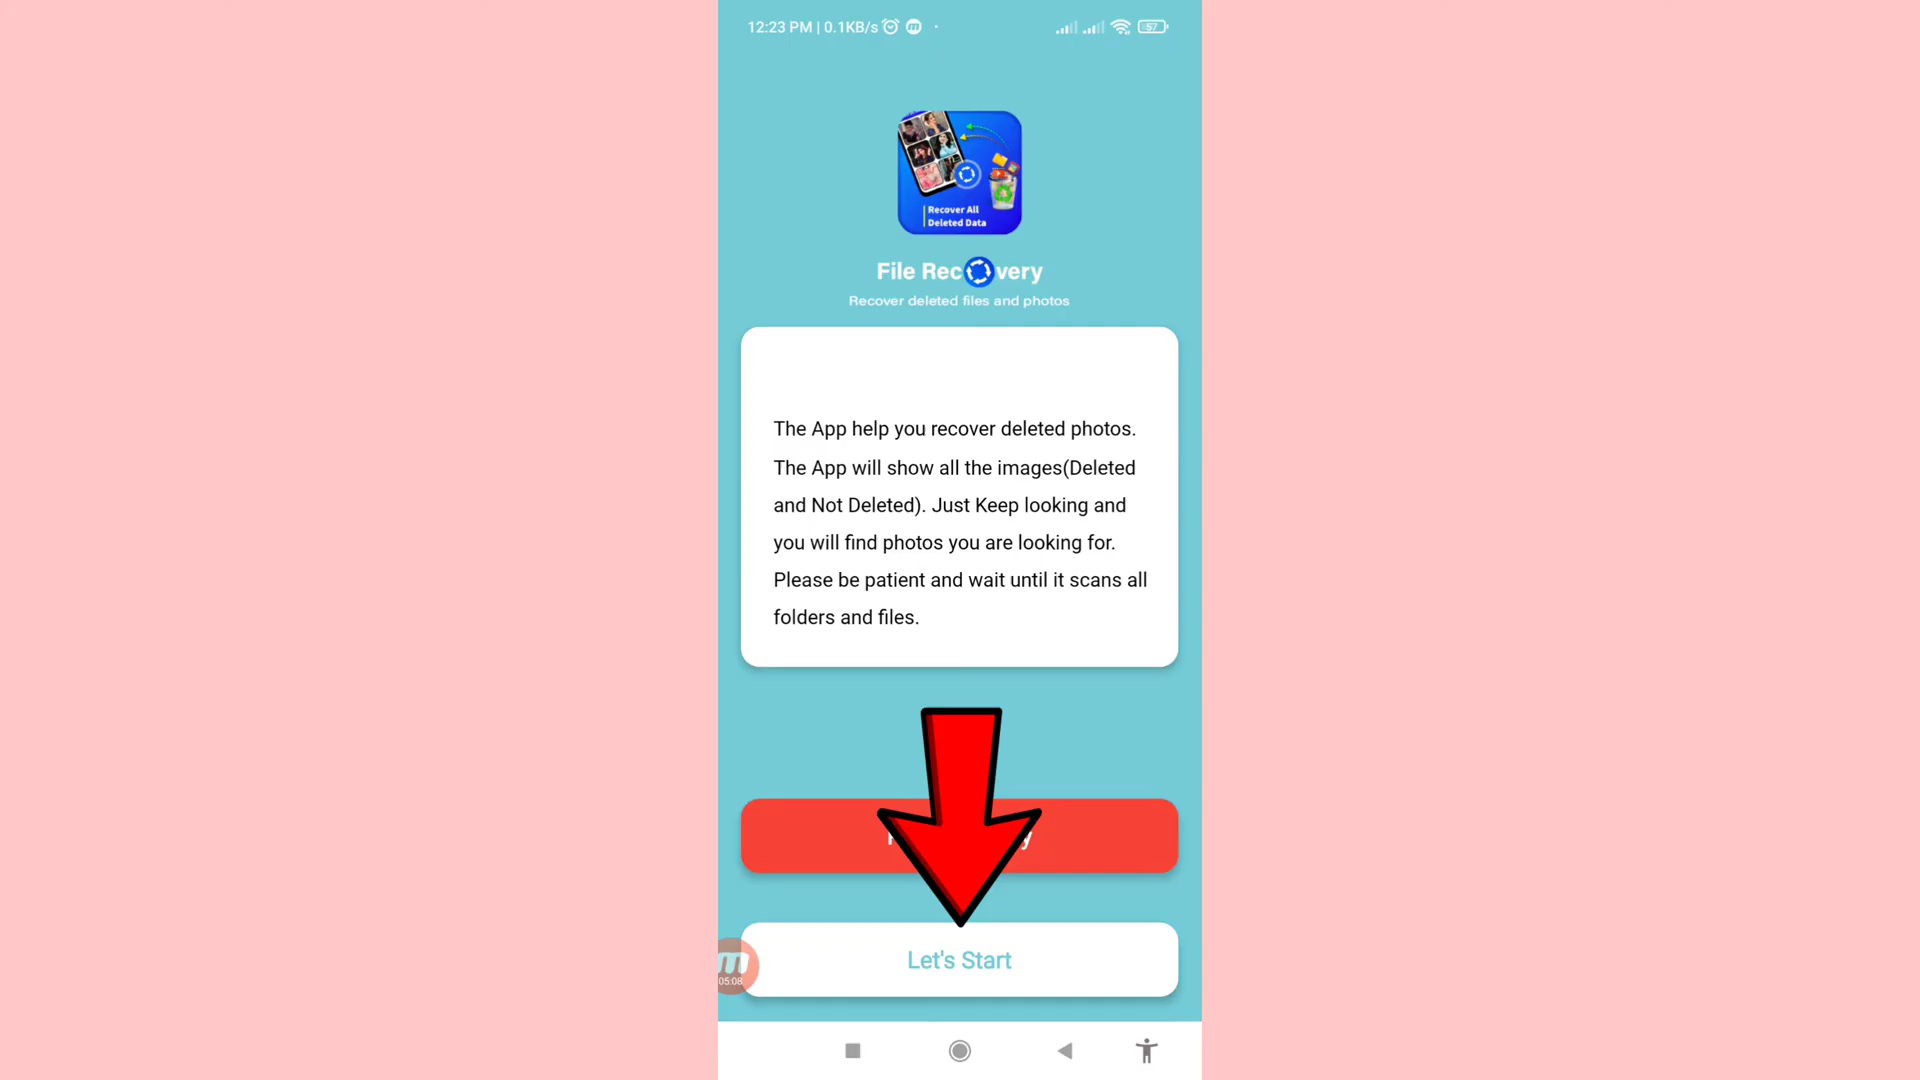 12:23 PM | 0.1KB/s
57
Recover All
Deleted Data
File Recovery
Recover deleted files and photos
The App help you recover deleted photos.
The App will show all the images(Deleted
and Not Deleted). Just Keep looking and
you will find photos you are looking for.
Please be patient and wait until it scans all
folders and files.
Let's Start
05:08